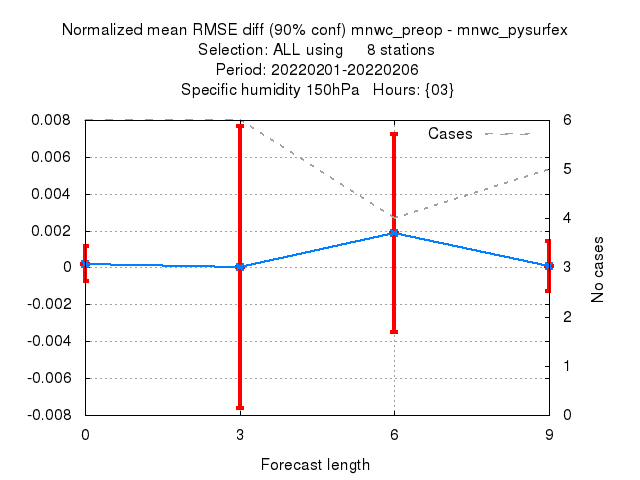 Normalized mean RMSE diff (90% conf) mnwc_preop - mnwc_pysurfex
Selection: ALL using 8 stations
Period: 20220201-20220206
Specific humidity 150hPa Hours: {03}
Cases
0.008
0.006
0.004
0.002
0
-0.002
-0.004
-0.006
-0.008
6
5
4
3
2
1
0
No cases
0 3 6 9
Forecast length